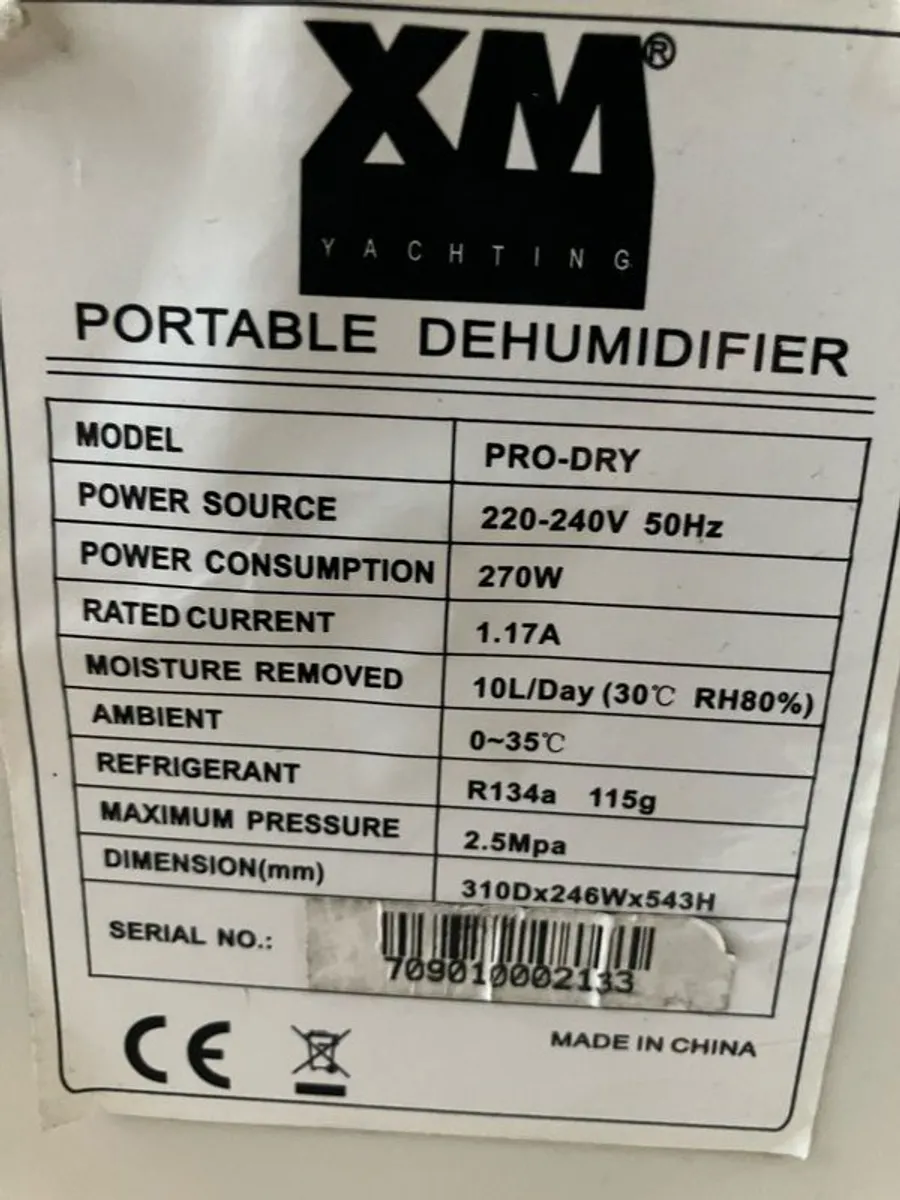 XM®
YACHTING
PORTABLE DEHUMIDIFIER
MODEL PRO-DRY
POWER SOURCE 220-240V 50Hz
POWER CONSUMPTION 270W
RATED CURRENT 1.17A
MOISTURE REMOVED 10L/Day (30℃ RH80%)
AMBIENT 0~35℃
REFRIGERANT R134a 115g
MAXIMUM PRESSURE 2.5Mpa
DIMENSION(mm) 310Dx246Wx543H
SERIAL NO.: 709010002133
CE
MADE IN CHINA